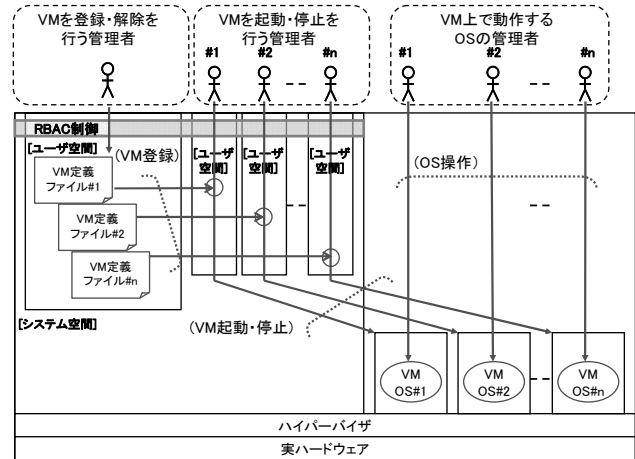 VMを登録・解除を
行う管理者
VMを起動・停止を
行う管理者
#1
#2
#n
VM上で動作する
OSの管理者
#1
#2
#n
RBAC制御
[ユーザ空間]
(VM登録)
[ユーザ
空間]
[ユーザ
空間]
[ユーザ
空間]
(OS操作)
VM定義
ファイル#1
VM定義
ファイル#2
VM定義
ファイル#n
[システム空間]
(VM起動・停止)
VM
OS#1
VM
OS#2
VM
OS#n
ハイパーバイザ
実ハードウェア